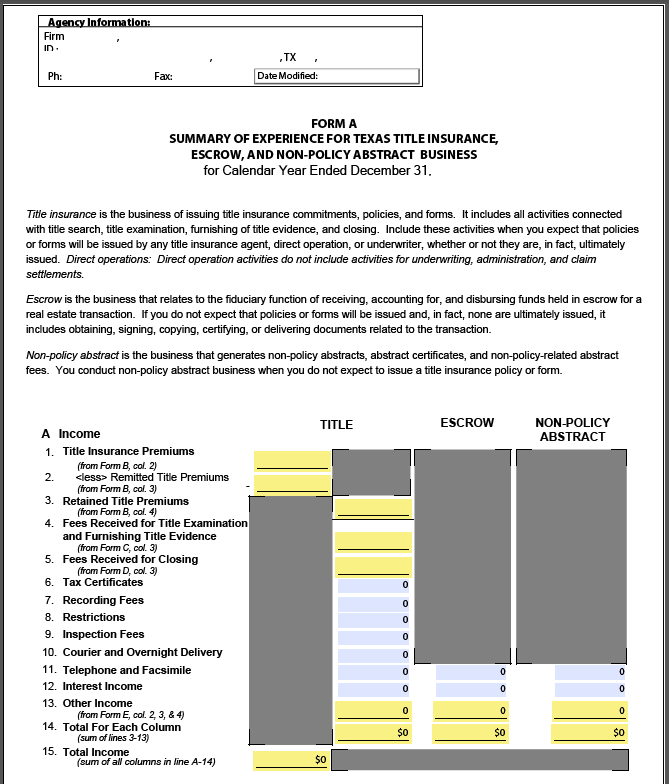 Agency Information:
Firm ,
ID:
, ,TX ,
Ph: Fax: Date Modified:
FORM A
SUMMARY OF EXPERIENCE FOR TEXAS TITLE INSURANCE,
ESCROW, AND NON-POLICY ABSTRACT BUSINESS
for Calendar Year Ended December 31,
Title insurance is the business of issuing title insurance commitments, policies, and forms. It includes all activities connected
with title search, title examination, furnishing of title evidence, and closing. Include these activities when you expect that policies
or forms will be issued by any title insurance agent, direct operation, or underwriter, whether or not they are, in fact, ultimately
issued. Direct operations: Direct operation activities do not include activities for underwriting, administration, and claim
settlements.
Escrow is the business that relates to the fiduciary function of receiving, accounting for, and disbursing funds held in escrow for a
real estate transaction. If you do not expect that policies or forms will be issued and, in fact, none are ultimately issued, it
includes obtaining, signing, copying, certifying, or delivering documents related to the transaction.
Non-policy abstract is the business that generates non-policy abstracts, abstract certificates, and non-policy-related abstract
fees. You conduct non-policy abstract business when you do not expect to issue a title insurance policy or form.
TITLE ESCROW NON-POLICY
ABSTRACT
A Income
1. Title Insurance Premiums
(from Form B, col. 2)
2. <less> Remitted Title Premiums -
(from Form B, col. 3)
3. Retained Title Premiums
(from Form B, col. 4)
4. Fees Received for Title Examination
and Furnishing Title Evidence
(from Form C, col. 3)
5. Fees Received for Closing
(from Form D, col. 3)
6. Tax Certificates 0
7. Recording Fees 0
8. Restrictions 0
9. Inspection Fees 0
10. Courier and Overnight Delivery 0
11. Telephone and Facsimile 0 0 0
12. Interest Income 0 0 0
13. Other Income 0 0 0
(from Form E, col. 2, 3, & 4)
14. Total For Each Column $0 $0 $0
(sum of lines 3-13)
15. Total Income $0
(sum of all columns in line A-14)